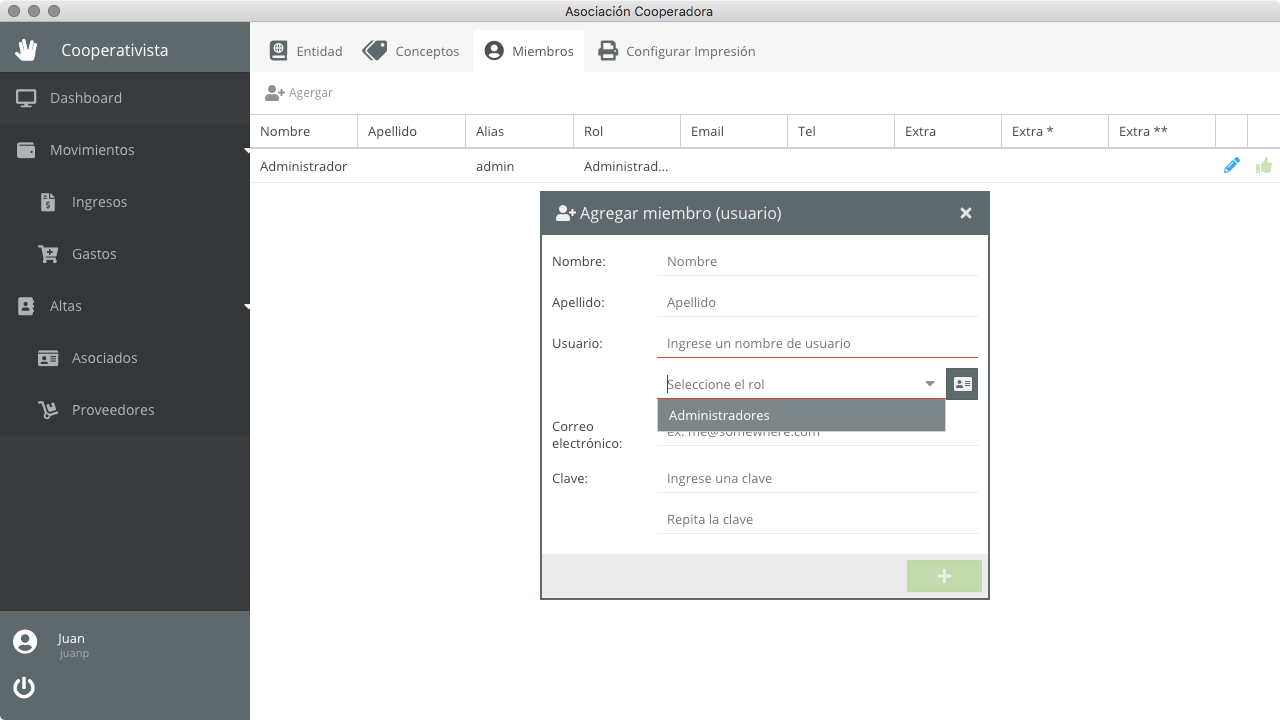 Asociación Cooperadora
Cooperativista
Entidad
Conceptos
Miembros
Configurar Impresión
Dashboard
Movimientos
Ingresos
Gastos
Altas
Asociados
Proveedores
Juan
juanp
Agergar
Nombre Apellido Alias Rol Email Tel Extra Extra * Extra **
Administrador admin Administrad...
Agregar miembro (usuario)
Nombre: Nombre
Apellido: Apellido
Usuario: Ingrese un nombre de usuario
Seleccione el rol
Administradores
Correo
electrónico:
ex: me@somewhere.com
Clave: Ingrese una clave
Repita la clave